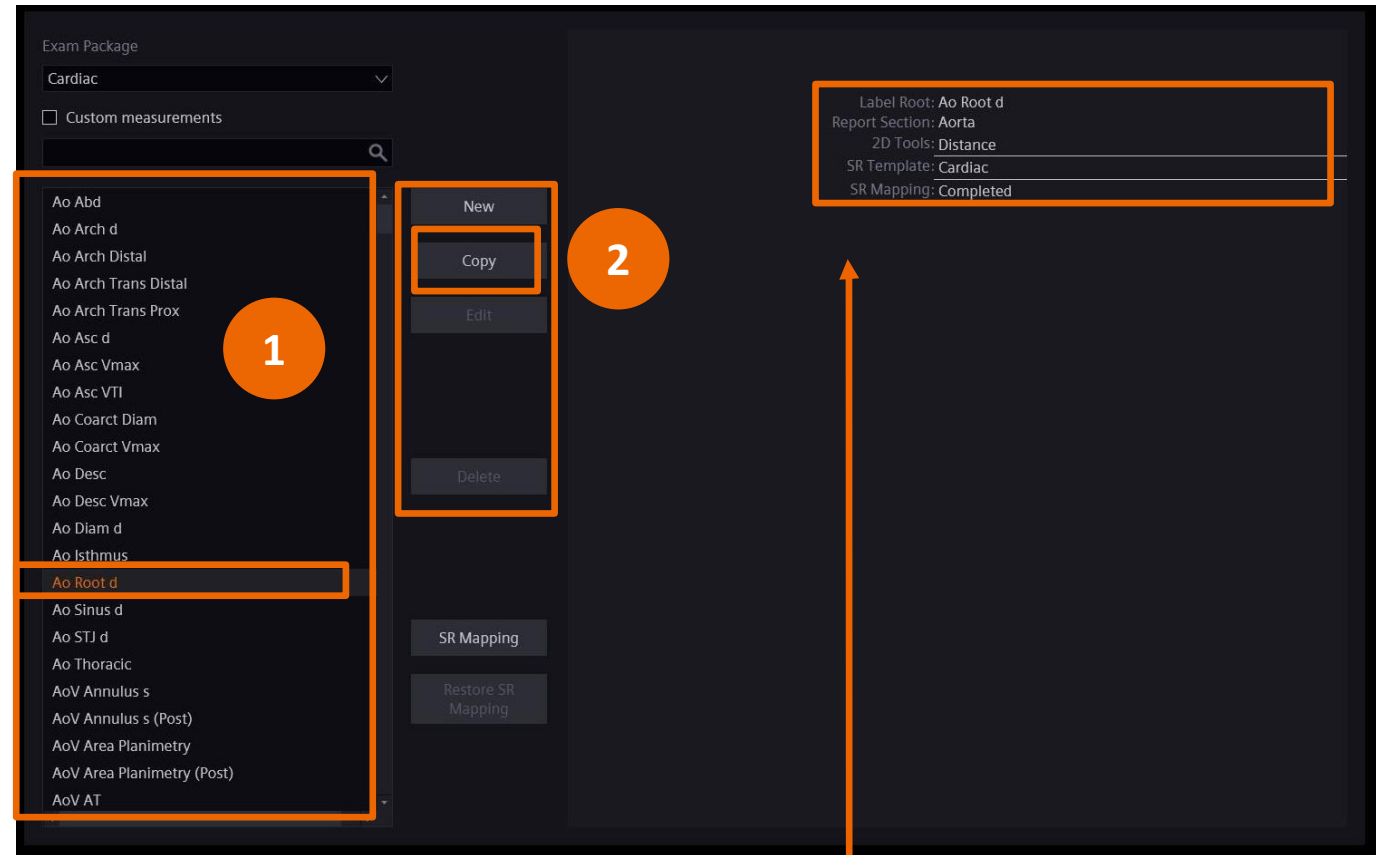 Exam Package
Cardiac
Custom measurements
Ao Abd
Ao Arch d
Ao Arch Distal
Ao Arch Trans Distal
Ao Arch Trans Prox
Ao Asc d
Ao Asc Vmax
Ao Asc VTI
Ao Coarct Diam
Ao Coarct Vmax
Ao Desc
Ao Desc Vmax
Ao Diam d
Ao Isthmus
Ao Root d
Ao Sinus d
Ao STJ d
Ao Thoracic
AoV Annulus s
AoV Annulus s (Post)
AoV Area Planimetry
AoV Area Planimetry (Post)
AoV AT
1
New
Copy
Edit
Delete
SR Mapping
Restore SR
Mapping
2
Label Root: Ao Root d
Report Section: Aorta
2D Tools: Distance
SR Template: Cardiac
SR Mapping: Completed